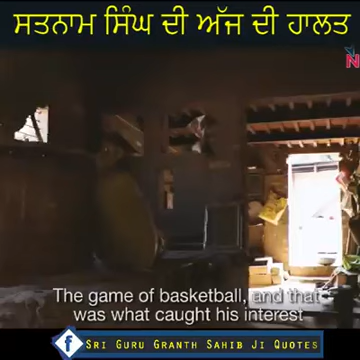 ਸਤਨਾਮ ਸਿੰਘ ਦੀ ਅੱਜ ਦੀ ਹਾਲਤ
N
The game of basketball, and that
was what caught his interest
f SRI GURU GRANTH SAHIB JI QUOTES